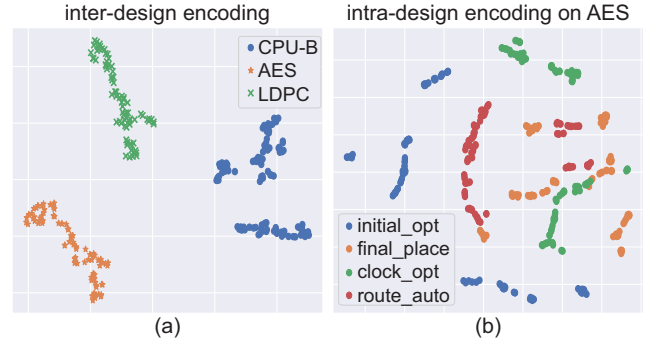 inter-design encoding
CPU-B
AES
LDPC
(a)
intra-design encoding on AES
initial_opt
final_place
clock_opt
route_auto
(b)